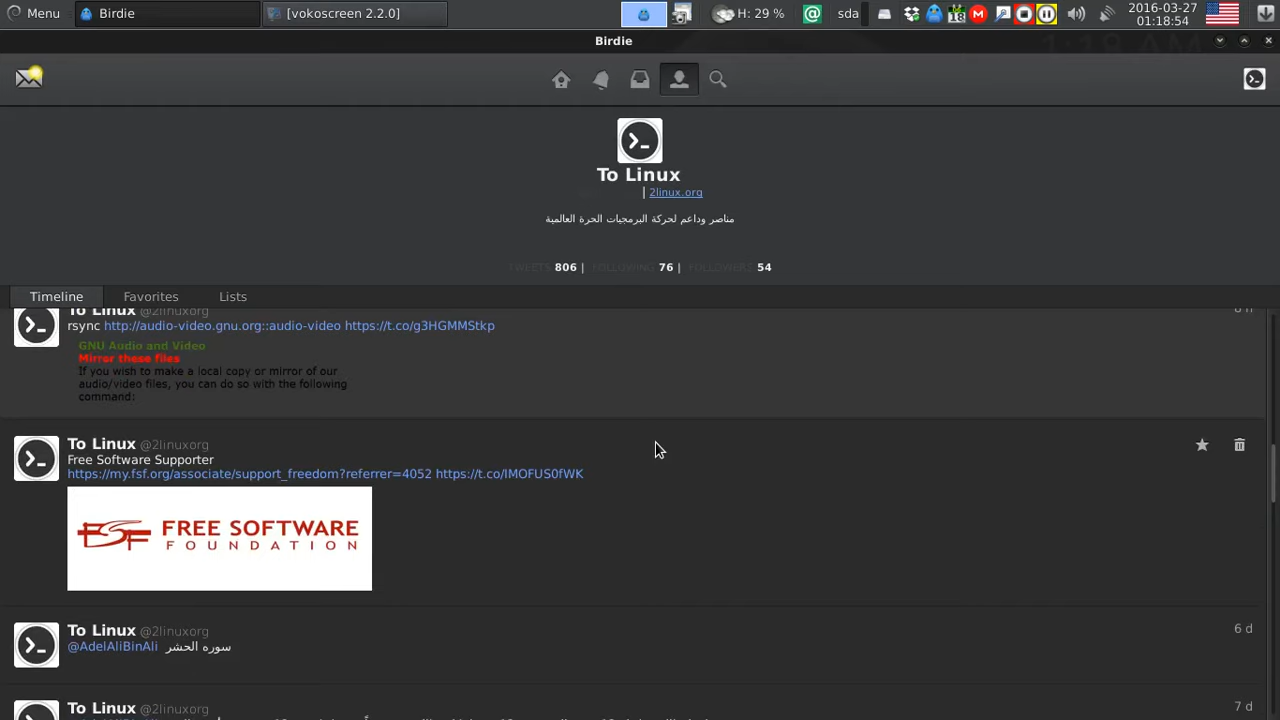 Menu
Birdie
[vokoscreen 2.2.0]
H: 29 %
sda
18
2016-03-27
01:18:54
Birdie
To Linux
| 2linux.org
مناصر وداعم لحركة البرمجيات الحرة العالمية
TWEETS 806 | FOLLOWING 76 | FOLLOWERS 54
Timeline
Favorites
Lists
To Linux @2linuxorg
rsync http://audio-video.gnu.org::audio-video https://t.co/g3HGMMStkp
GNU Audio and Video
Mirror these files
If you wish to make a local copy or mirror of our
audio/video files, you can do so with the following
command:
To Linux @2linuxorg
Free Software Supporter
https://my.fsf.org/associate/support_freedom?referrer=4052 https://t.co/IMOFUS0fWK
FREE SOFTWARE
FOUNDATION
To Linux @2linuxorg
6 d
@AdelAliBinAli سوره الحشر
To Linux @2linuxorg
7 d